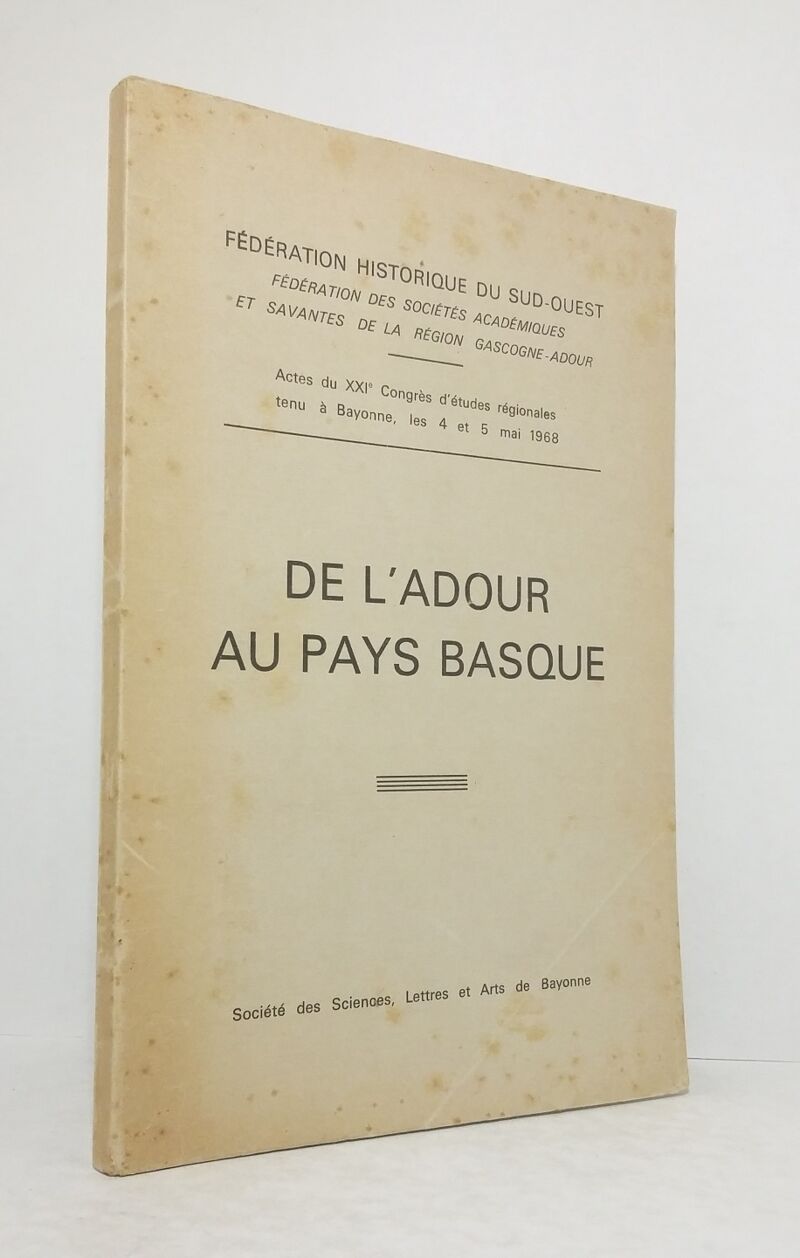 FÉDÉRATION HISTORIQUE DU SUD-OUEST
FÉDÉRATION DES SOCIÉTÉS ACADÉMIQUES
ET SAVANTES DE LA RÉGION GASCOGNE-ADOUR
Actes du XXIe Congrès d'études régionales
tenu à Bayonne, les 4 et 5 mai 1968
DE L'ADOUR
AU PAYS BASQUE
Société des Sciences, Lettres et Arts de Bayonne